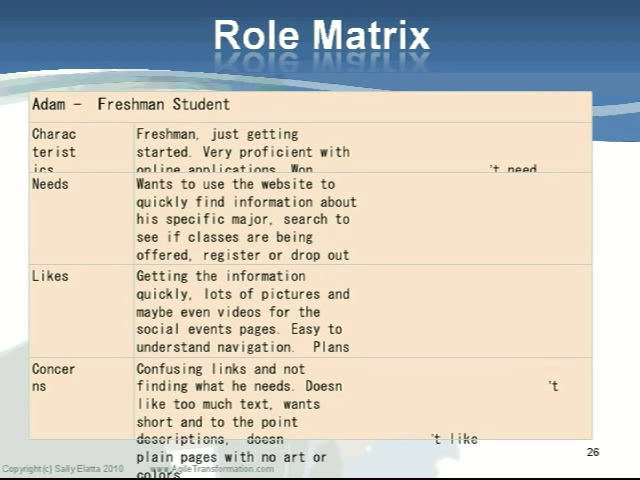 Role Matrix
Adam – Freshman Student
Charac
terist
ics
Freshman, just getting
started. Very proficient with
online applications. Won 't need
Needs
Wants to use the website to
quickly find information about
his specific major, search to
see if classes are being
offered, register or drop out
Likes
Getting the information
quickly, lots of pictures and
maybe even videos for the
social events pages. Easy to
understand navigation. Plans
Concer
ns
Confusing links and not
finding what he needs. Doesn 't
like too much text, wants
short and to the point
descriptions, doesn 't like
plain pages with no art or
colors
26
Copyright(c) Sally Elatta 2010 www.AgileTransformation.com